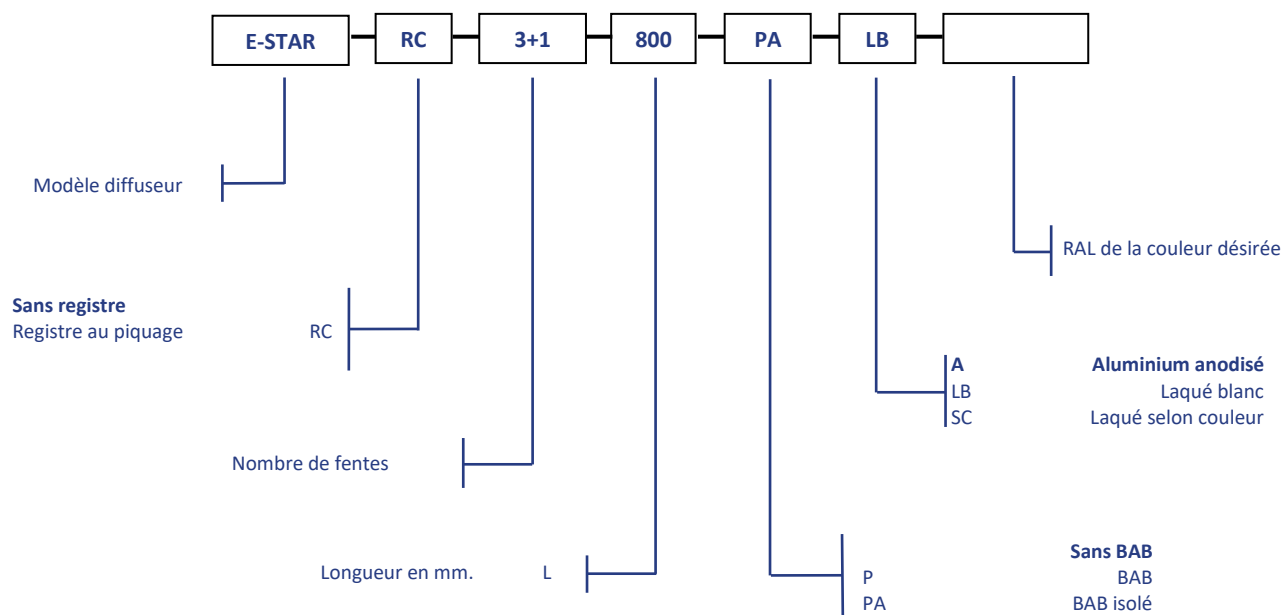 E-STAR RC 3+1 800 PA LB
Modèle diffuseur
RAL de la couleur désirée
Sans registre
Registre au piquage RC
A Aluminium anodisé
LB Laqué blanc
SC Laqué selon couleur
Nombre de fentes
Sans BAB
Longueur en mm. L
P BAB
PA BAB isolé